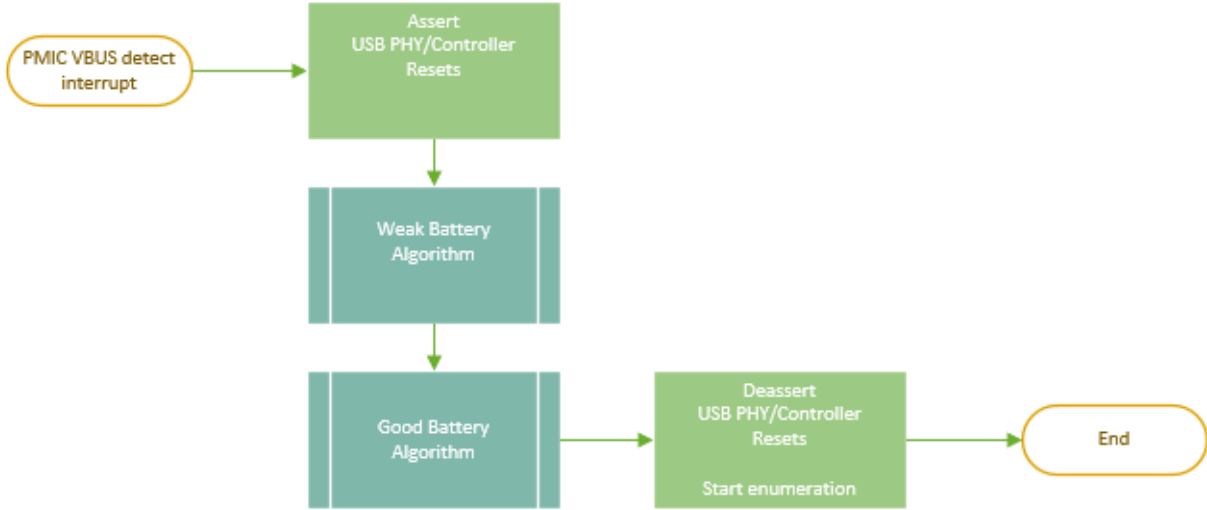 PMIC VBUS detect
interrupt
Assert
USB PHY/Controller
Resets
Weak Battery
Algorithm
Good Battery
Algorithm
Deassert
USB PHY/Controller
Resets
Start enumeration
End